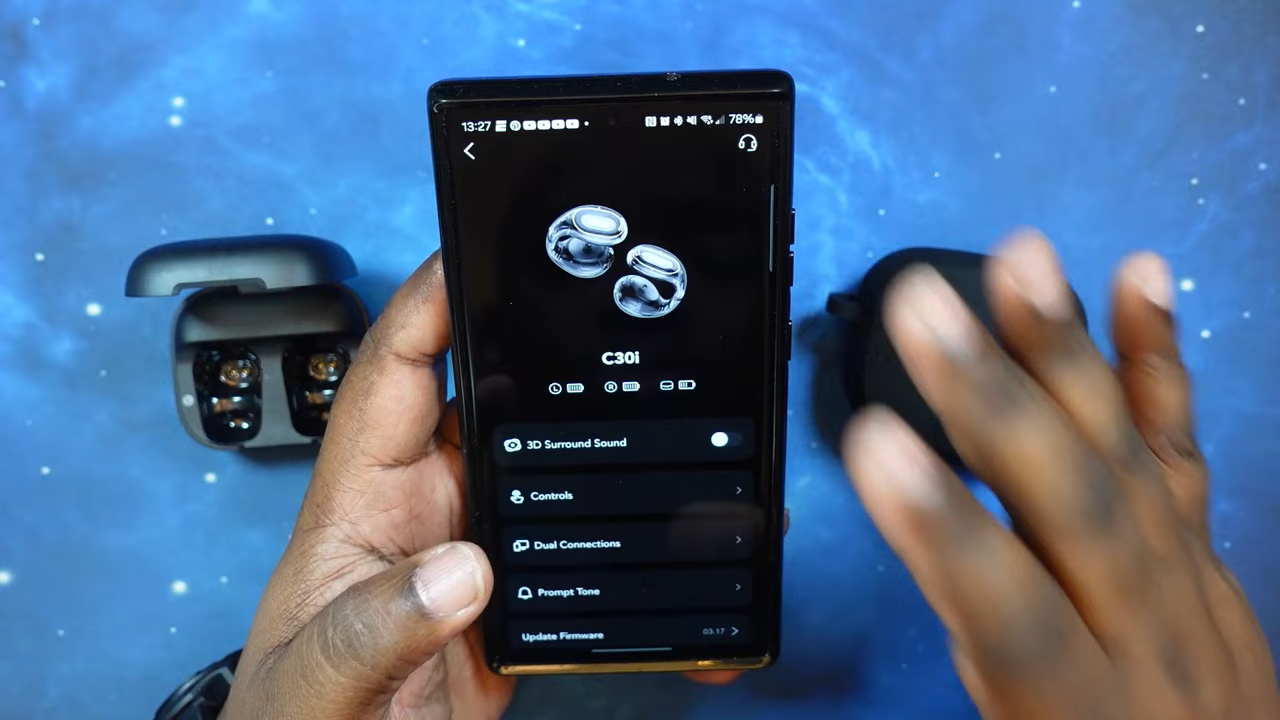 13:27 78%
C30i
L R
3D Surround Sound
Controls
Dual Connections
Prompt Tone
Update Firmware 03.17